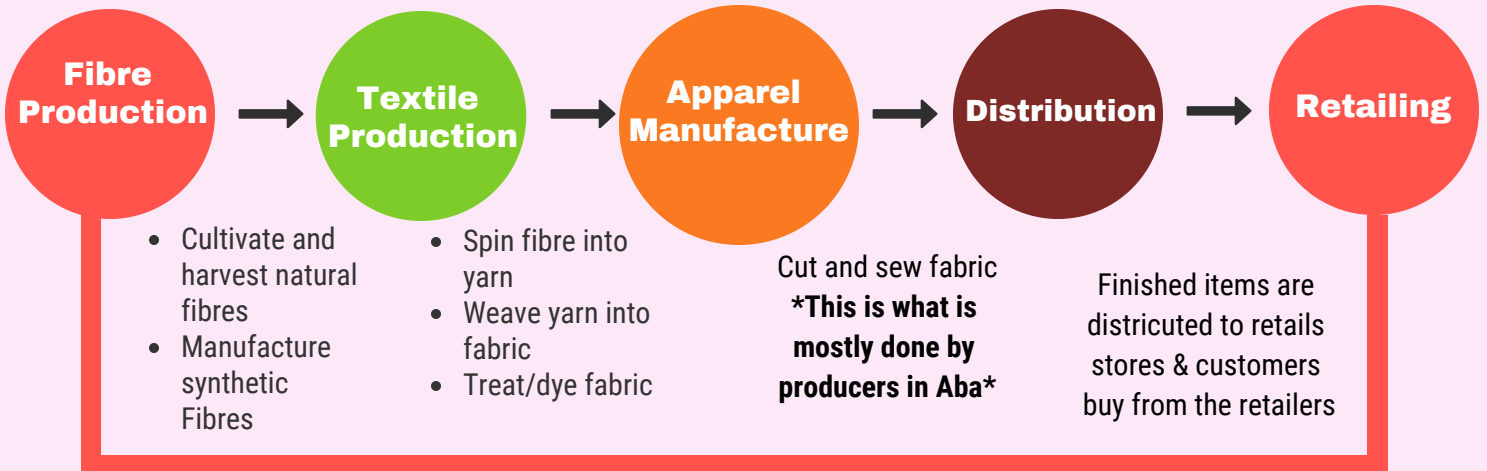 Fibre
Production
Textile
Production
Apparel
Manufacture
Distribution
Retailing
• Cultivate and
harvest natural
fibres
• Manufacture
synthetic
Fibres
• Spin fibre into
yarn
• Weave yarn into
fabric
• Treat/dye fabric
Cut and sew fabric
*This is what is
mostly done by
producers in Aba*
Finished items are
districuted to retails
stores & customers
buy from the retailers